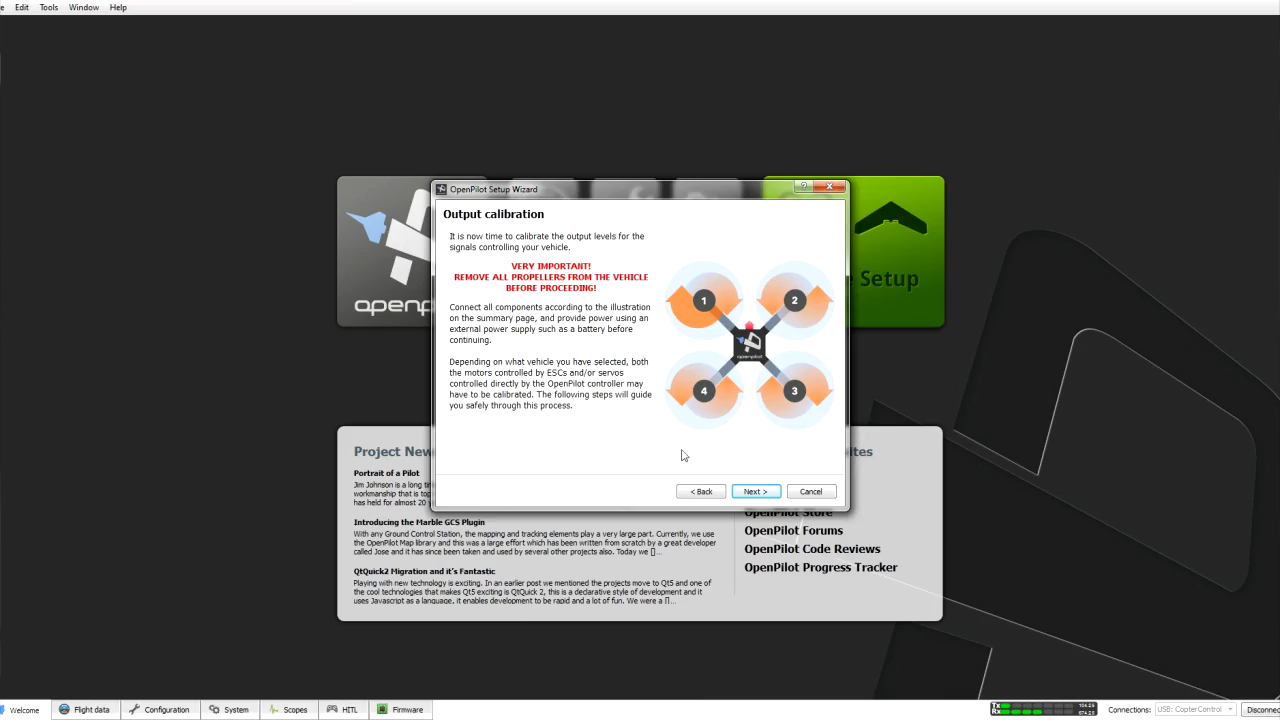 e Edit Tools Window Help
OpenPilot Setup Wizard
Output calibration
It is now time to calibrate the output levels for the
signals controlling your vehicle.
VERY IMPORTANT!
REMOVE ALL PROPELLERS FROM THE VEHICLE
BEFORE PROCEEDING!
Connect all components according to the illustration
on the summary page, and provide power using an
external power supply such as a battery before
continuing.
Depending on what vehicle you have selected, both
the motors controlled by ESCs and/or servos
controlled directly by the OpenPilot controller may
have to be calibrated. The following steps will guide
you safely through this process.
1 2
openpilot
4 3
< Back Next > Cancel
openp
e Setup
Project New
Portrait of a Pilot
Jim Johnson is a long tim
workmanship that is top
has held for almost 20 y
Introducing the Marble GCS Plugin
With any Ground Control Station, the mapping and tracking elements play a very large part. Currently, we use
the OpenPilot Map library and this was a large effort which has been written from scratch by a great developer
called Jose and it has since been taken and used by several other projects also. Today we []...
QtQuick2 Migration and it's Fantastic
Playing with new technology is exciting. In an earlier post we mentioned the projects move to Qt5 and one of
the cool technologies that makes Qt5 exciting is QtQuick 2, this is a declarative style of development and it
uses Javascript as a language, it enables development to be rapid and a lot of fun. We were a []...
ites
OpenPilot Store
OpenPilot Forums
OpenPilot Code Reviews
OpenPilot Progress Tracker
Welcome Flight data Configuration System Scopes HITL Firmware
Tx
Rx
Connections: USB: CopterControl Disconnec